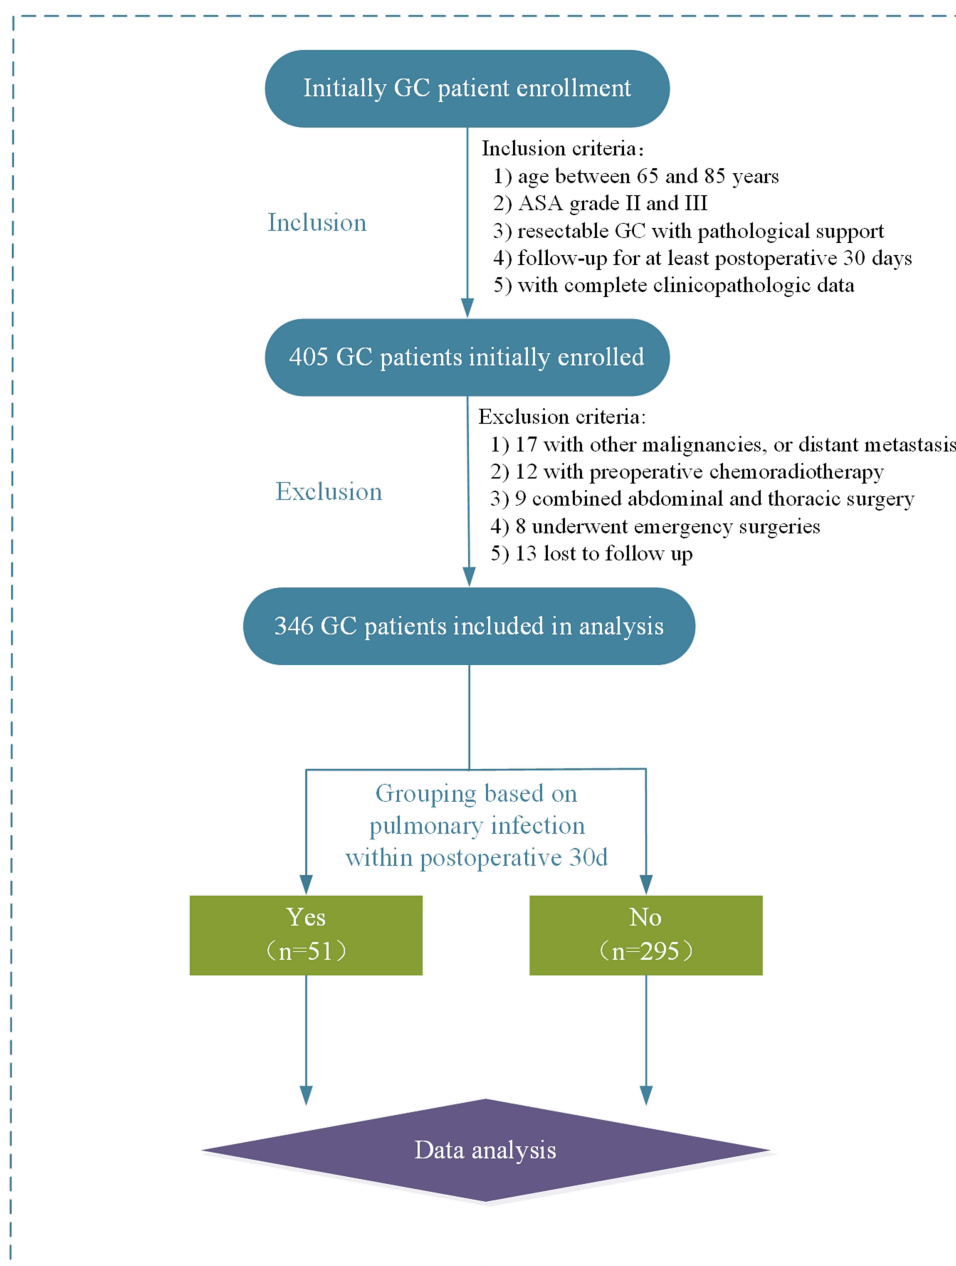 Initially GC patient enrollment
Inclusion criteria：
1) age between 65 and 85 years
2) ASA grade II and III
3) resectable GC with pathological support
4) follow-up for at least postoperative 30 days
5) with complete clinicopathologic data
Inclusion
405 GC patients initially enrolled
Exclusion criteria:
1) 17 with other malignancies, or distant metastasis
2) 12 with preoperative chemoradiotherapy
3) 9 combined abdominal and thoracic surgery
4) 8 underwent emergency surgeries
5) 13 lost to follow up
Exclusion
346 GC patients included in analysis
Grouping based on
pulmonary infection
within postoperative 30d
Yes
（n=51）
No
（n=295）
Data analysis